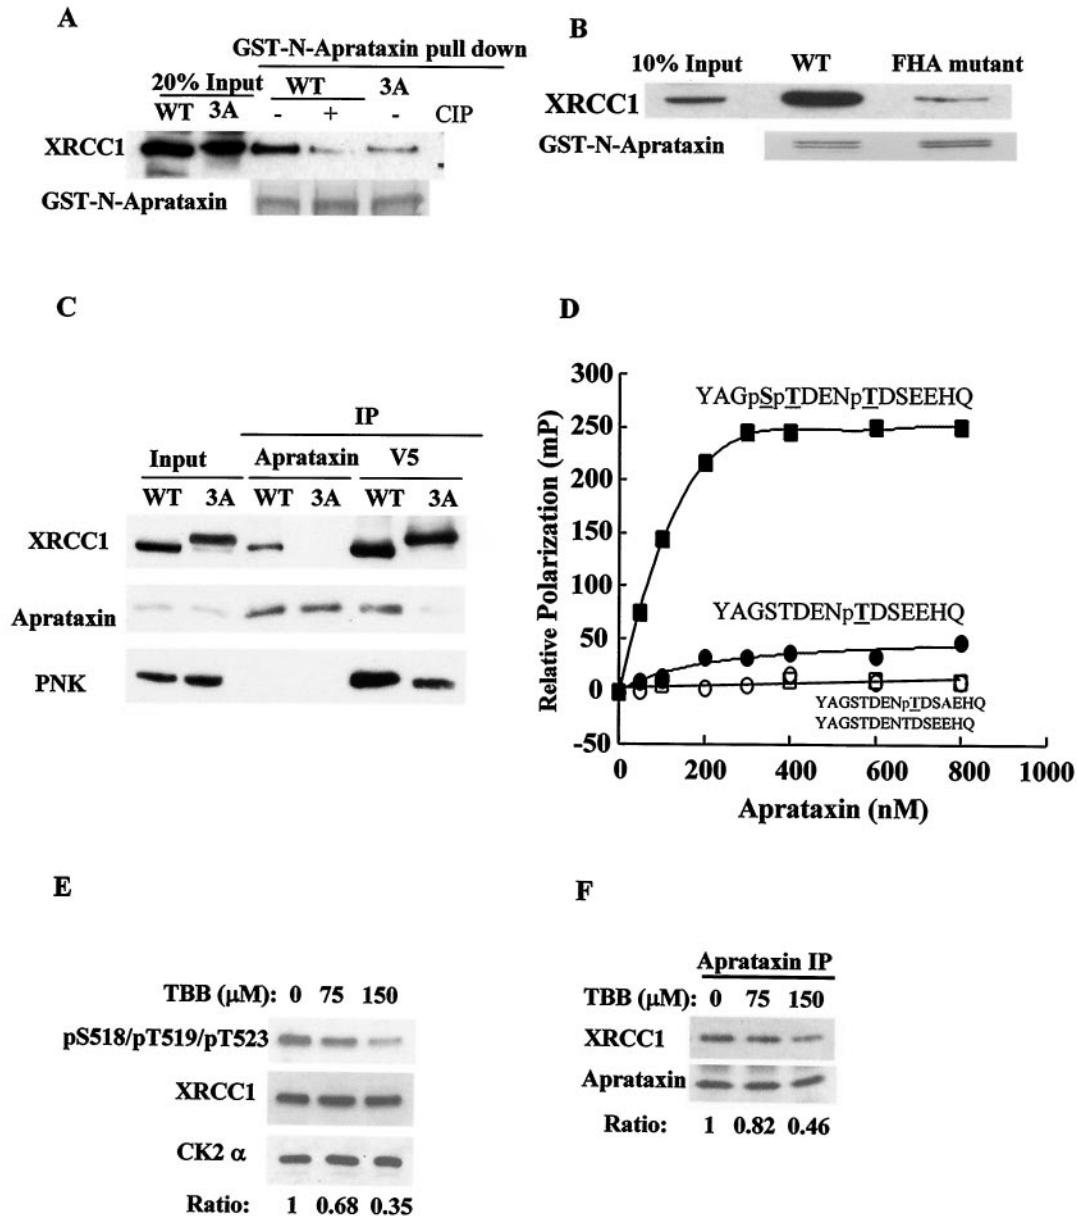 A
GST-N-Aprataxin pull down
20% Input WT 3A
WT 3A - + - CIP
XRCC1
GST-N-Aprataxin
B
10% Input WT FHA mutant
XRCC1
GST-N-Aprataxin
C
IP
Input Aprataxin V5
WT 3A WT 3A WT 3A
XRCC1
Aprataxin
PNK
D
Relative Polarization (mP)
300
250
200
150
100
50
0
-50
YAGpSpTDENpTDSEEHQ
YAGSTDENpTDSEEHQ
YAGSTDENpTDSAEHQ
YAGSTDENTDSEEHQ
0 200 400 600 800 1000
Aprataxin (nM)
E
TBB (μM): 0 75 150
pS518/pT519/pT523
XRCC1
CK2 α
Ratio: 1 0.68 0.35
F
Aprataxin IP
TBB (μM): 0 75 150
XRCC1
Aprataxin
Ratio: 1 0.82 0.46